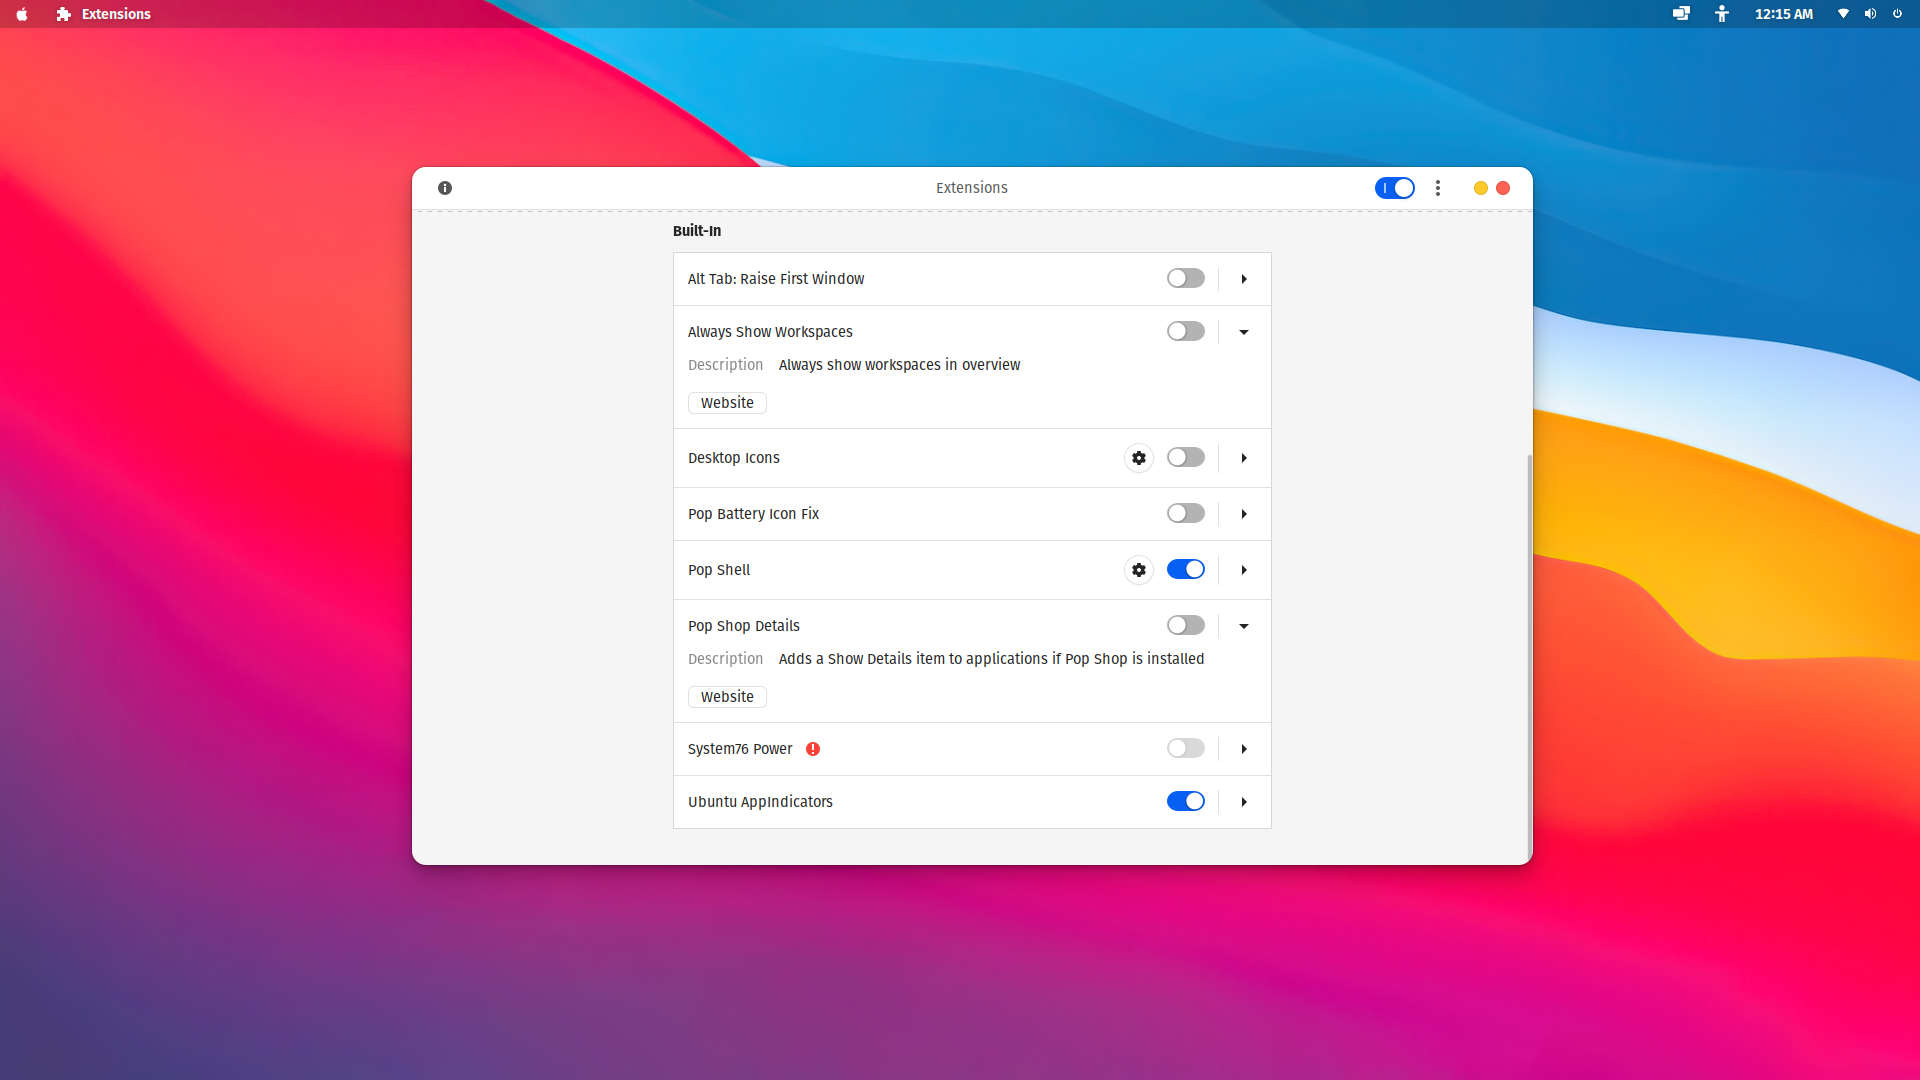 Extensions
12:15 AM
Extensions
Built-In
Alt Tab: Raise First Window
Always Show Workspaces
Description Always show workspaces in overview
Website
Desktop Icons
Pop Battery Icon Fix
Pop Shell
Pop Shop Details
Description Adds a Show Details item to applications if Pop Shop is installed
Website
System76 Power
Ubuntu AppIndicators